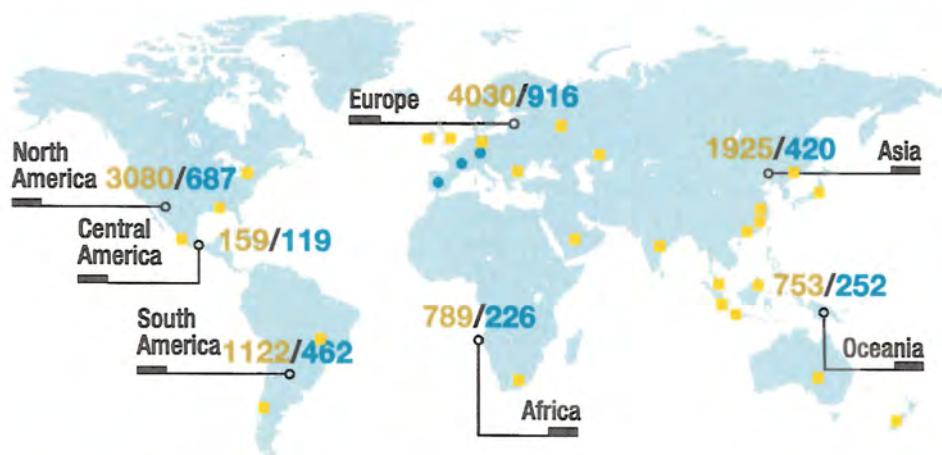 Europe
4030/916
North
America
3080/687
1925/420
Asia
Central
America
159/119
South
America
1122/462
789/226
Africa
753/252
Oceania